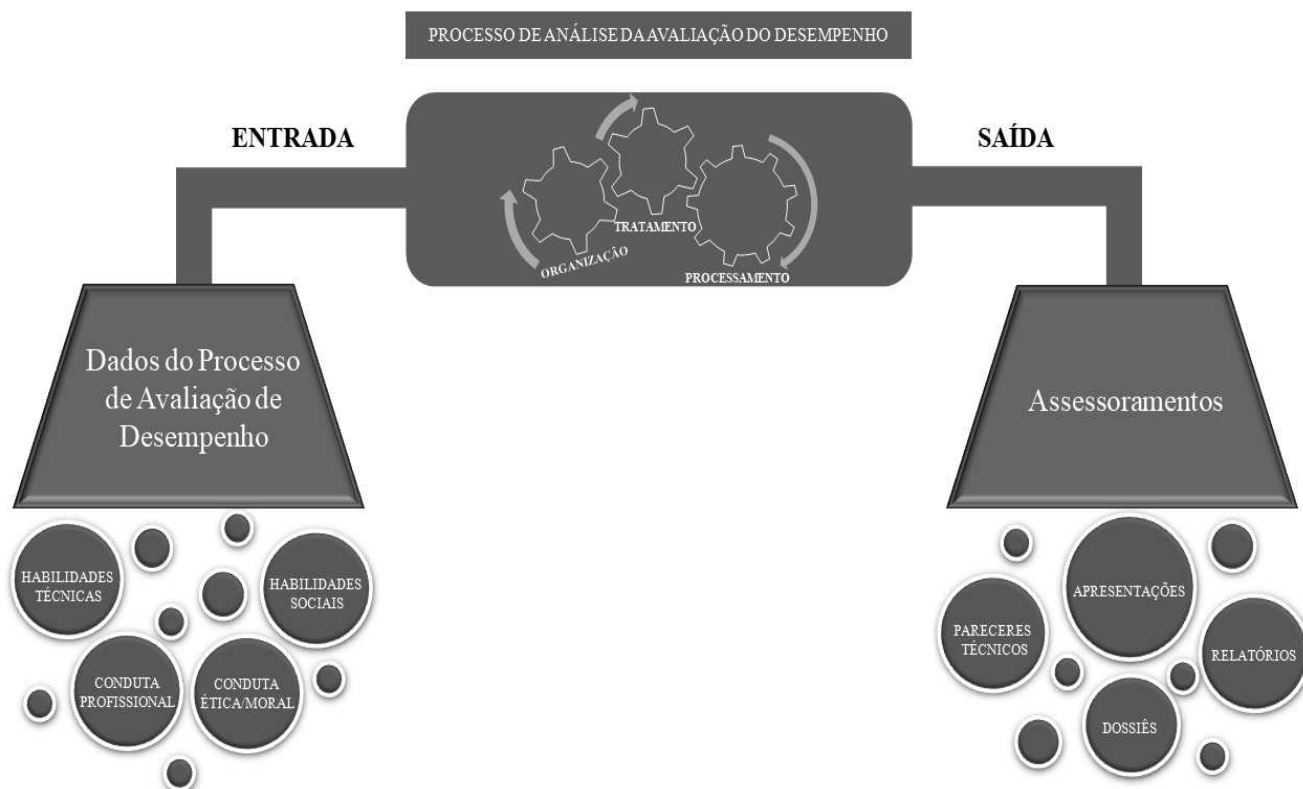 PROCESSO DE ANÁLISE DA AVALIAÇÃO DO DESEMPENHO
ENTRADA
SAÍDA
TRATAMENTO
ORGANIZAÇÃO
PROCESSAMENTO
Dados do Processo
de Avaliação de
Desempenho
Assessoramentos
HABILIDADES
TÉCNICAS
HABILIDADES
SOCIAIS
CONDUTA
PROFISSIONAL
CONDUTA
ÉTICA/MORAL
APRESENTAÇÕES
PARECERES
TÉCNICOS
RELATÓRIOS
DOSSIÊS